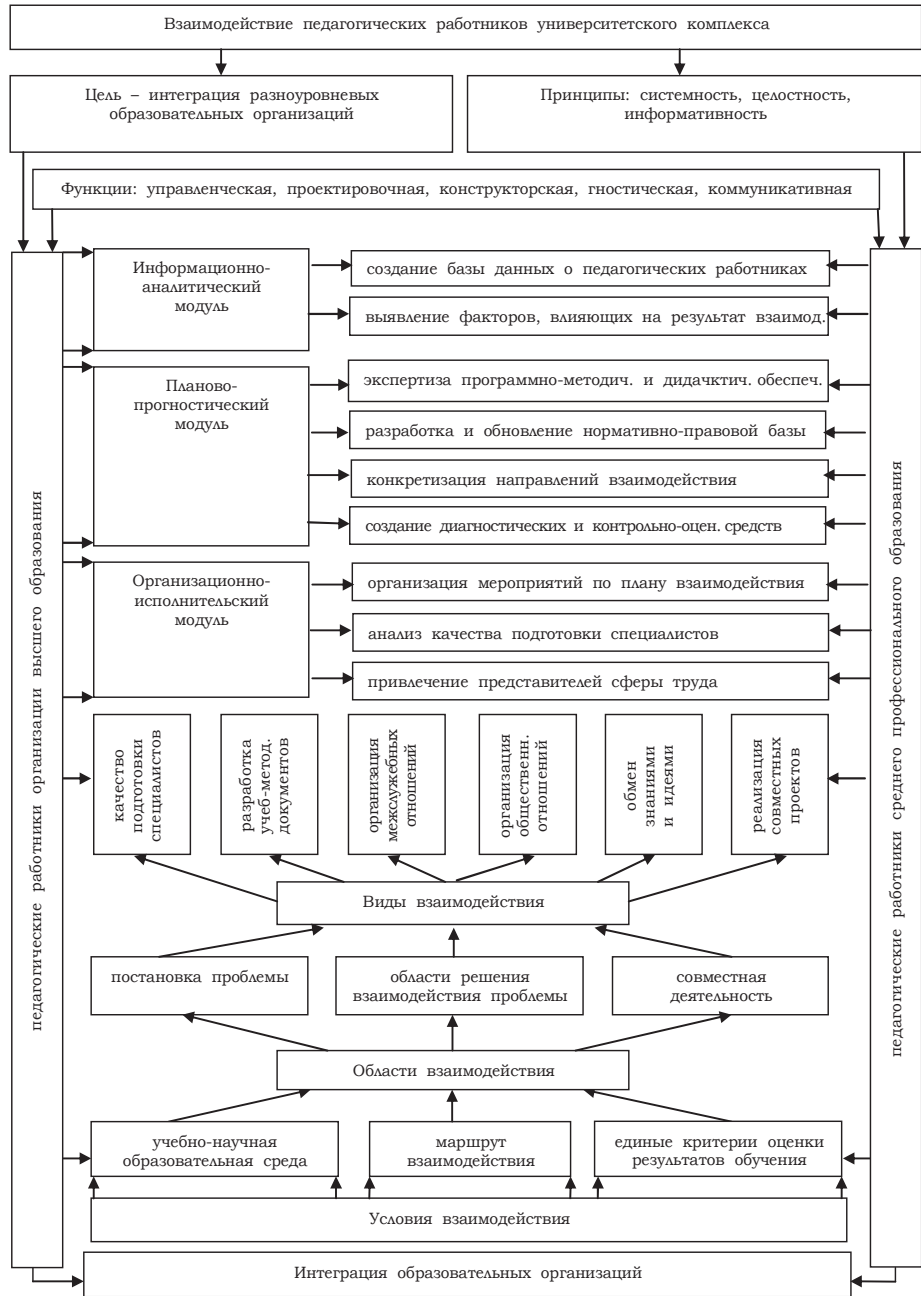 Взаимодействие педагогических работников университетского комплекса
Цель – интеграция разноуровневых
образовательных организаций
Принципы: системность, целостность,
информативность
Функции: управленческая, проектировочная, конструкторская, гностическая, коммуникативная
педагогические работники организации высшего образования
Информационно-
аналитический
модуль
создание базы данных о педагогических работниках
выявление факторов, влияющих на результат взаимод.
Планово-
прогностический
модуль
экспертиза программно-методич. и дидачктич. обеспеч.
разработка и обновление нормативно-правовой базы
конкретизация направлений взаимодействия
создание диагностических и контрольно-оцен. средств
Организационно-
исполнительский
модуль
организация мероприятий по плану взаимодействия
анализ качества подготовки специалистов
привлечение представителей сферы труда
педагогические работники среднего профессионального образования
качество
подготовки
специалистов
разработка
учеб-метод.
документов
организация
межслужебных
отношений
организация
общественн.
отношений
обмен
знаниями
и идеями
реализация
совместных
проектов
Виды взаимодействия
постановка проблемы
области решения
взаимодействия проблемы
совместная
деятельность
Области взаимодействия
учебно-научная
образовательная среда
маршрут
взаимодействия
единые критерии оценки
результатов обучения
Условия взаимодействия
Интеграция образовательных организаций